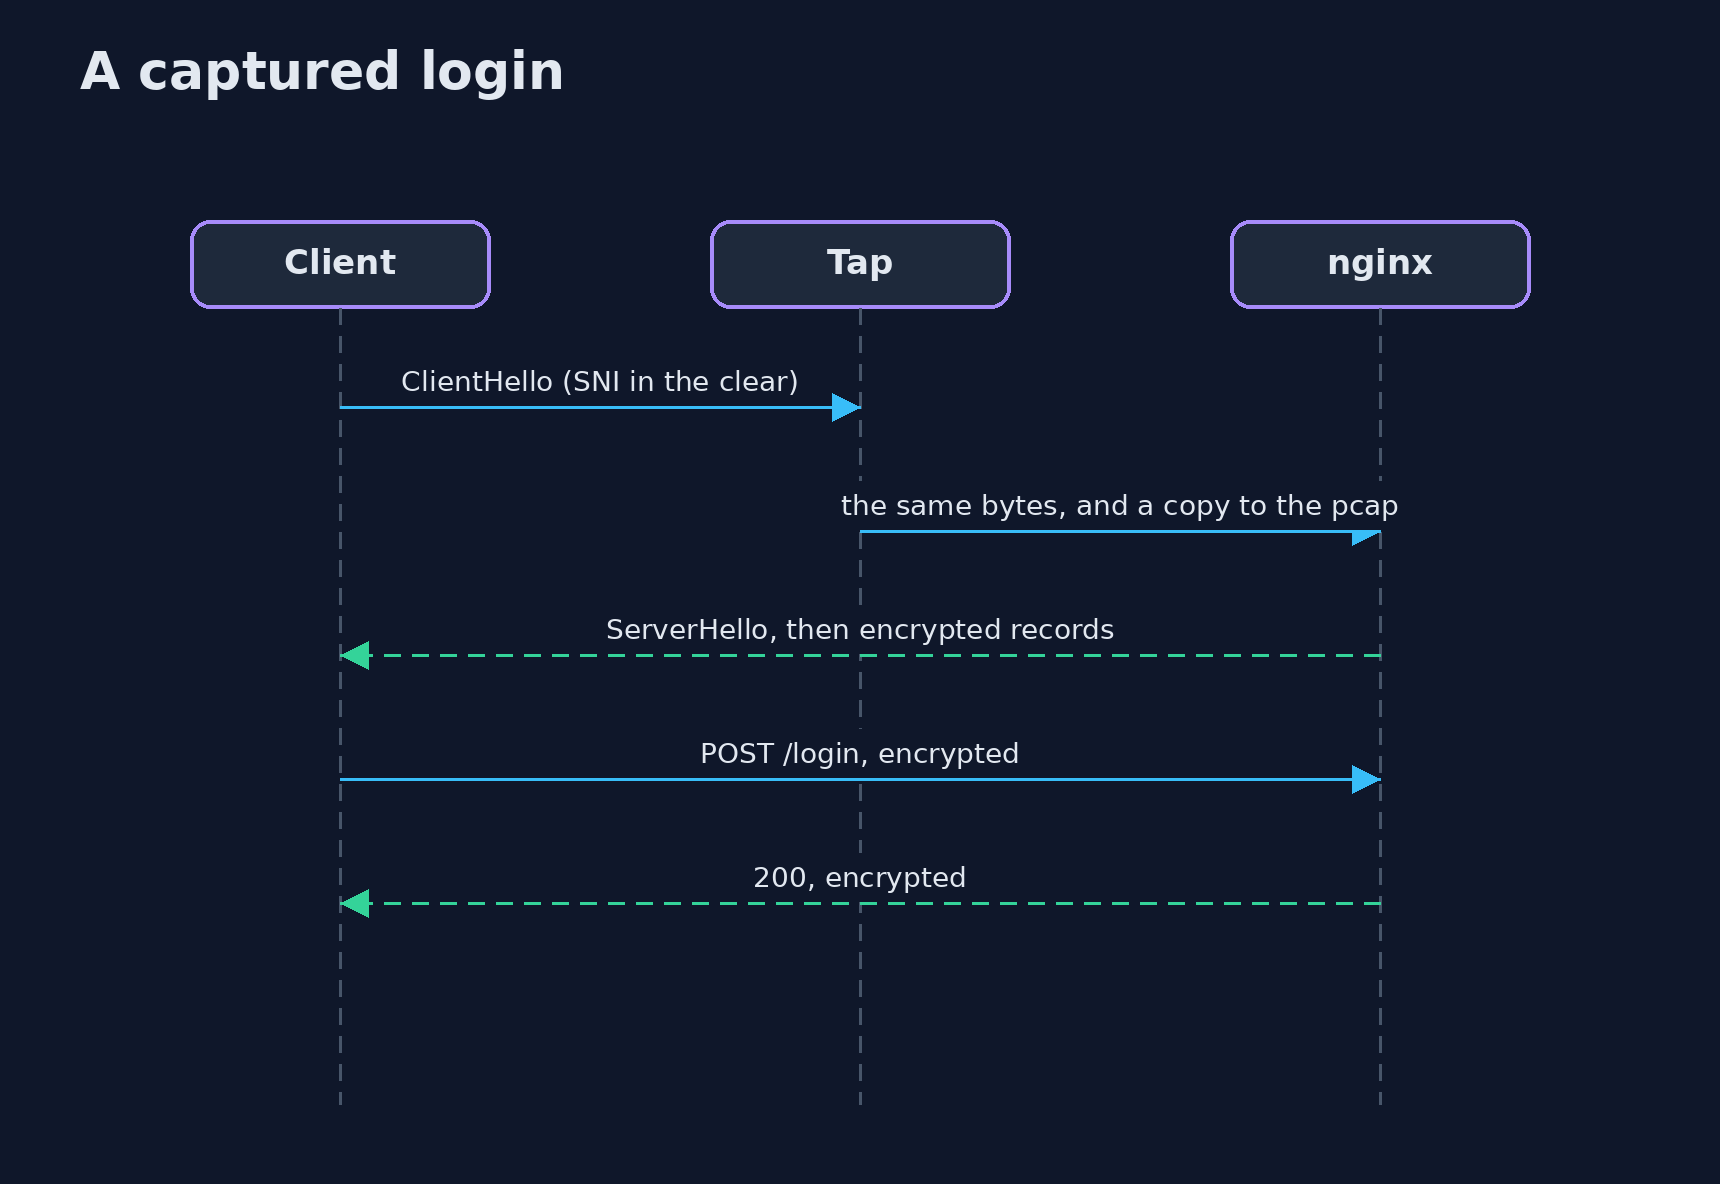 A captured login
Client
Tap
nginx
ClientHello (SNI in the clear)
the same bytes, and a copy to the pcap
ServerHello, then encrypted records
POST /login, encrypted
200, encrypted